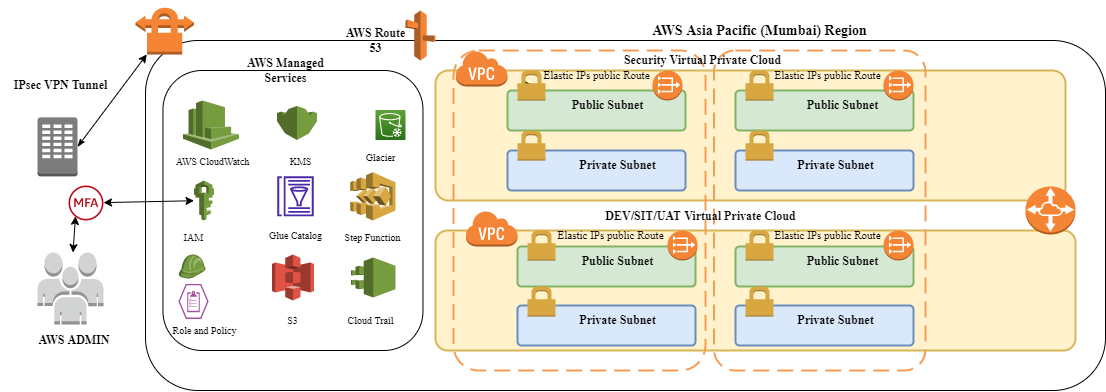 AWS Route
53
AWS Asia Pacific (Mumbai) Region
IPsec VPN Tunnel
AWS Managed
Services
AWS CloudWatch
KMS
Glacier
MFA
IAM
Glue Catalog
Step Function
Role and Policy
S3
Cloud Trail
AWS ADMIN
Security Virtual Private Cloud
VPC
Elastic IPs public Route
Elastic IPs public Route
Public Subnet
Public Subnet
Private Subnet
Private Subnet
DEV/SIT/UAT Virtual Private Cloud
VPC
Elastic IPs public Route
Elastic IPs public Route
Public Subnet
Public Subnet
Private Subnet
Private Subnet